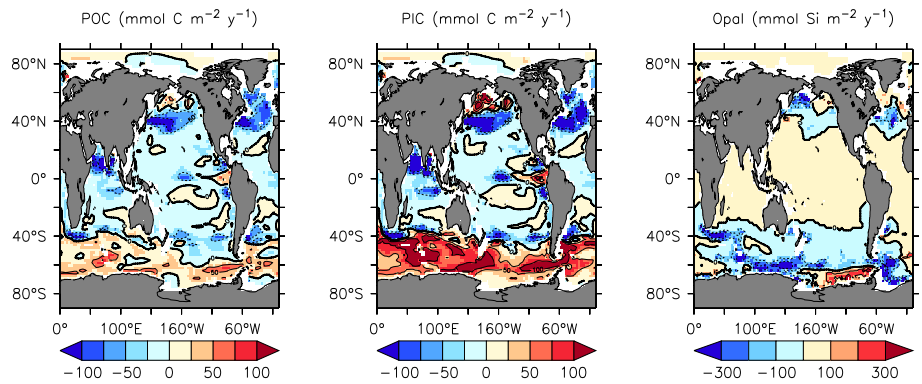 POC (mmol C m⁻² y⁻¹) PIC (mmol C m⁻² y⁻¹) Opal (mmol Si m⁻² y⁻¹)
80°N 80°N 80°N
40°N 40°N 40°N
0° 0° 0°
40°S 40°S 40°S
80°S 80°S 80°S
0° 100°E 160°W 60°W 0° 100°E 160°W 60°W 0° 100°E 160°W 60°W
-100 -50 0 50 100 -100 -50 0 50 100 -300 -100 0 100 300